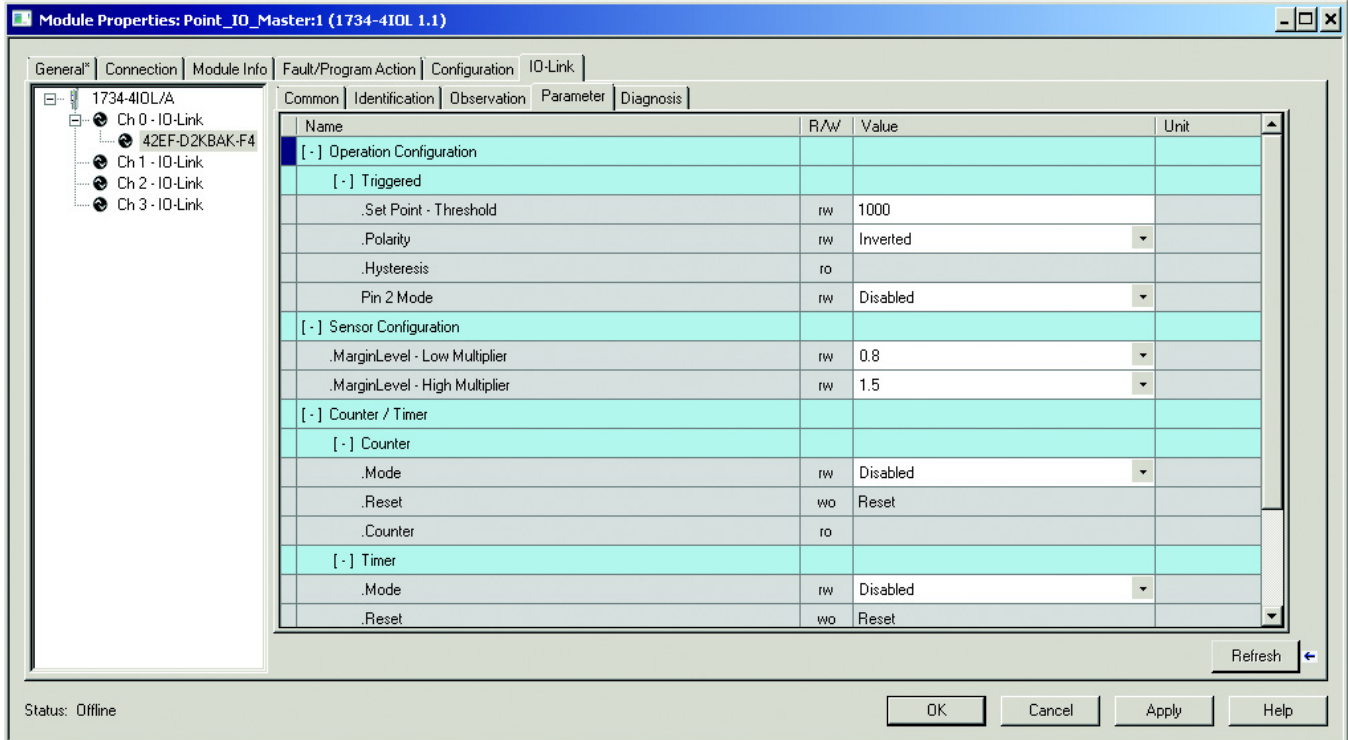 Module Properties: Point_IO_Master:1 (1734-4IOL 1.1)
General* Connection Module Info Fault/Program Action Configuration IO-Link
1734-4IOL/A
Ch 0 - IO-Link
42EF-D2KBAK-F4
Ch 1 - IO-Link
Ch 2 - IO-Link
Ch 3 - IO-Link
Common Identification Observation Parameter Diagnosis
Name R/W Value Unit
[-] Operation Configuration
[-] Triggered
.Set Point - Threshold rw 1000
.Polarity rw Inverted
.Hysteresis ro
Pin 2 Mode rw Disabled
[-] Sensor Configuration
.MarginLevel - Low Multiplier rw 0.8
.MarginLevel - High Multiplier rw 1.5
[-] Counter / Timer
[-] Counter
.Mode rw Disabled
.Reset wo Reset
.Counter ro
[-] Timer
.Mode rw Disabled
.Reset wo Reset
Refresh
Status: Offline
OK Cancel Apply Help